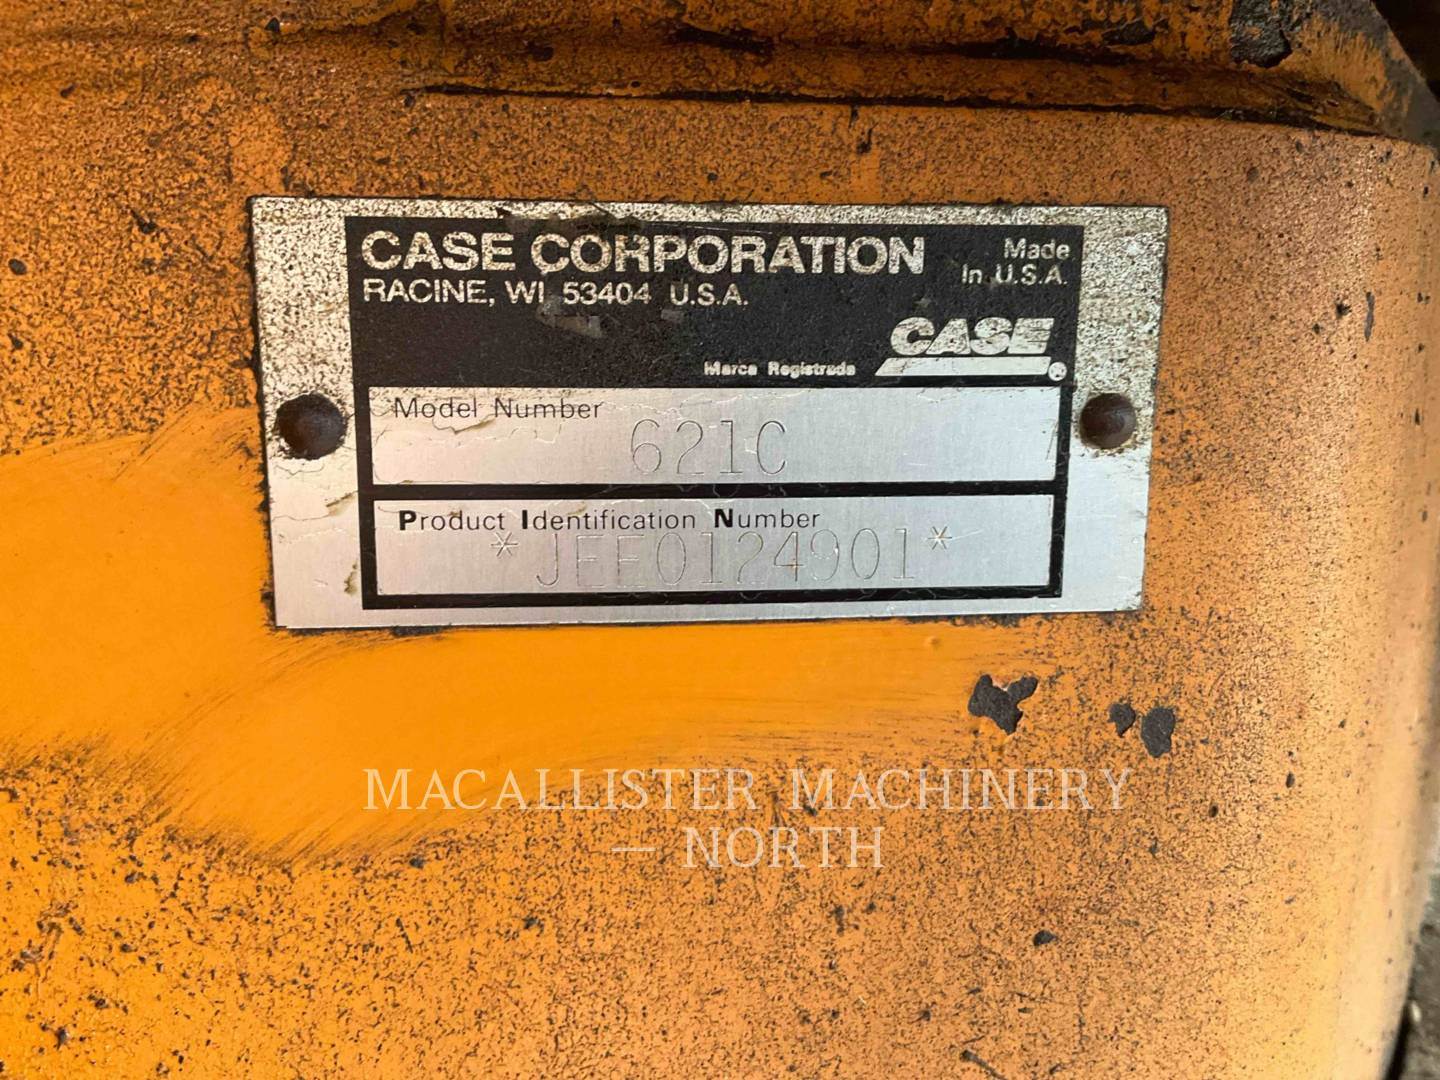 CASE CORPORATION
RACINE, WI 53404 U.S.A.
Made
In U.S.A.
CASE®
Marca Registrada
Model Number
621C
Product Identification Number
*JEE0124901*
MACALLISTER MACHINERY
— NORTH